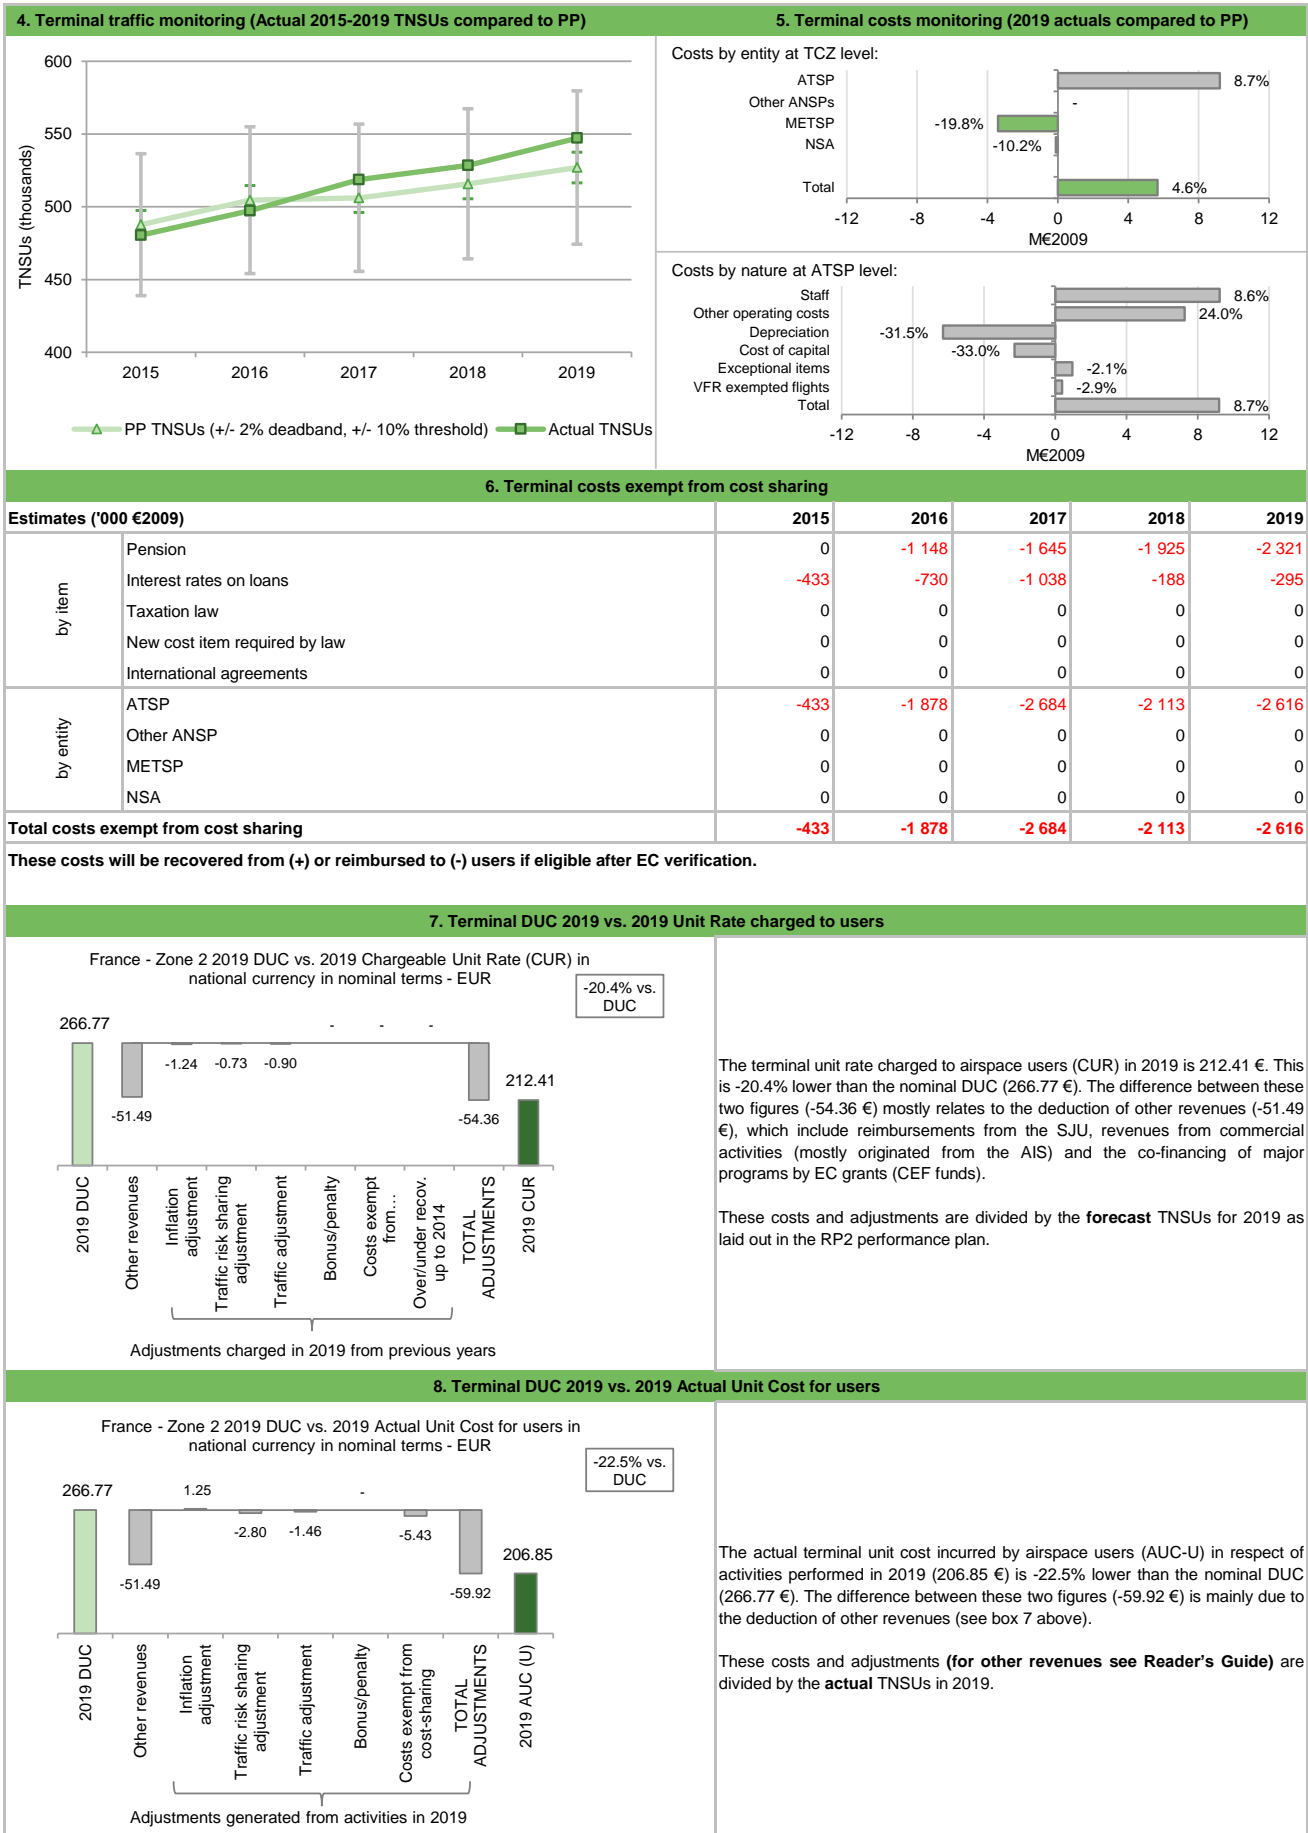 4. Terminal traffic monitoring (Actual 2015-2019 TNSUs compared to PP)
600
550
500
450
400
TNSUs (thousands)
2015 2016 2017 2018 2019
PP TNSUs (+/- 2% deadband, +/- 10% threshold) Actual TNSUs
5. Terminal costs monitoring (2019 actuals compared to PP)
Costs by entity at TCZ level:
ATSP 8.7%
Other ANSPs -
METSP -19.8%
NSA -10.2%
Total 4.6%
-12 -8 -4 0 4 8 12
M€2009
Costs by nature at ATSP level:
Staff 8.6%
Other operating costs 24.0%
Depreciation -31.5%
Cost of capital -33.0%
Exceptional items -2.1%
VFR exempted flights -2.9%
Total 8.7%
-12 -8 -4 0 4 8 12
M€2009
6. Terminal costs exempt from cost sharing
Estimates ('000 €2009) 2015 2016 2017 2018 2019
by item
Pension 0 -1 148 -1 645 -1 925 -2 321
Interest rates on loans -433 -730 -1 038 -188 -295
Taxation law 0 0 0 0 0
New cost item required by law 0 0 0 0 0
International agreements 0 0 0 0 0
by entity
ATSP -433 -1 878 -2 684 -2 113 -2 616
Other ANSP 0 0 0 0 0
METSP 0 0 0 0 0
NSA 0 0 0 0 0
Total costs exempt from cost sharing -433 -1 878 -2 684 -2 113 -2 616
These costs will be recovered from (+) or reimbursed to (-) users if eligible after EC verification.
7. Terminal DUC 2019 vs. 2019 Unit Rate charged to users
France - Zone 2 2019 DUC vs. 2019 Chargeable Unit Rate (CUR) in
national currency in nominal terms - EUR
-20.4% vs.
DUC
266.77
-51.49
-1.24 -0.73 -0.90
- - -
-54.36
212.41
2019 DUC
Other revenues
Inflation
adjustment
Traffic risk sharing
adjustment
Traffic adjustment
Bonus/penalty
Costs exempt
from…
Over/under recov.
up to 2014
TOTAL
ADJUSTMENTS
2019 CUR
Adjustments charged in 2019 from previous years
The terminal unit rate charged to airspace users (CUR) in 2019 is 212.41 €. This
is -20.4% lower than the nominal DUC (266.77 €). The difference between these
two figures (-54.36 €) mostly relates to the deduction of other revenues (-51.49
€), which include reimbursements from the SJU, revenues from commercial
activities (mostly originated from the AIS) and the co-financing of major
programs by EC grants (CEF funds).
These costs and adjustments are divided by the forecast TNSUs for 2019 as
laid out in the RP2 performance plan.
8. Terminal DUC 2019 vs. 2019 Actual Unit Cost for users
France - Zone 2 2019 DUC vs. 2019 Actual Unit Cost for users in
national currency in nominal terms - EUR
-22.5% vs.
DUC
266.77
-51.49
1.25
-2.80
-1.46
-
-5.43
-59.92
206.85
2019 DUC
Other revenues
Inflation
adjustment
Traffic risk sharing
adjustment
Traffic adjustment
Bonus/penalty
Costs exempt from
cost-sharing
TOTAL
ADJUSTMENTS
2019 AUC (U)
Adjustments generated from activities in 2019
The actual terminal unit cost incurred by airspace users (AUC-U) in respect of
activities performed in 2019 (206.85 €) is -22.5% lower than the nominal DUC
(266.77 €). The difference between these two figures (-59.92 €) is mainly due to
the deduction of other revenues (see box 7 above).
These costs and adjustments (for other revenues see Reader's Guide) are
divided by the actual TNSUs in 2019.